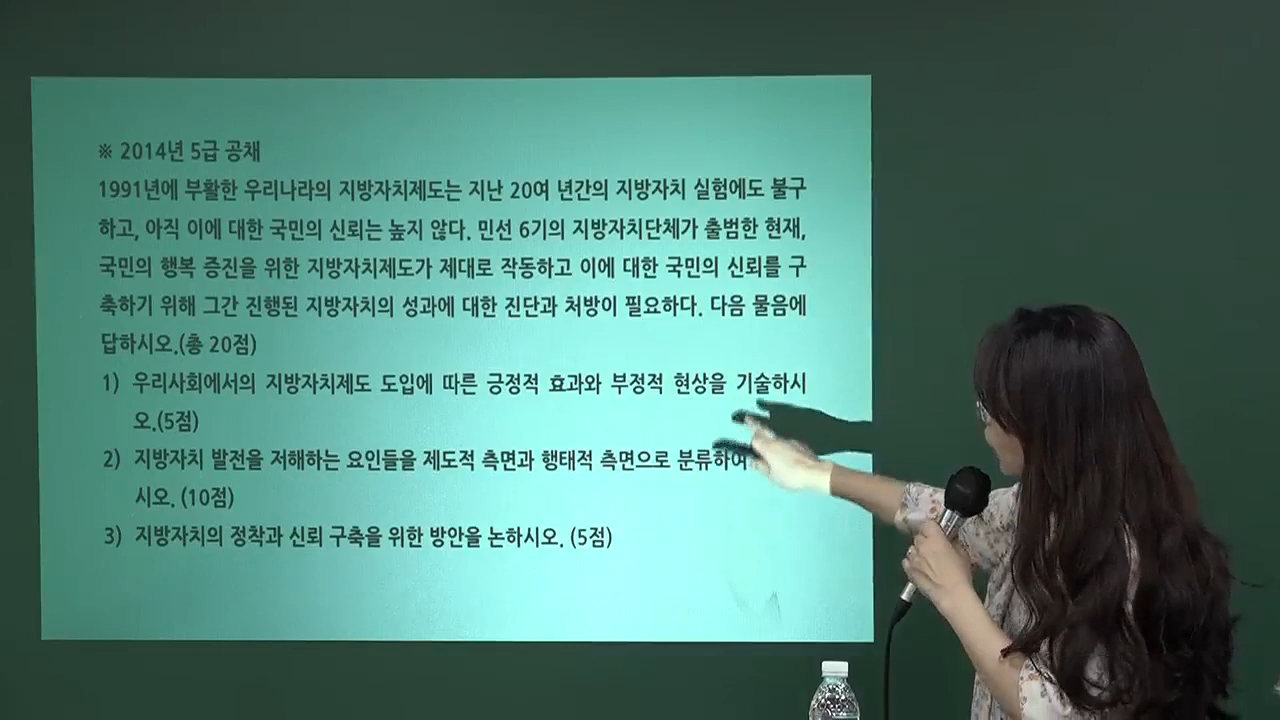 ※ 2014년 5급 공채
1991년에 부활한 우리나라의 지방자치제도는 지난 20여 년간의 지방자치 실험에도 불구
하고, 아직 이에 대한 국민의 신뢰는 높지 않다. 민선 6기의 지방자치단체가 출범한 현재,
국민의 행복 증진을 위한 지방자치제도가 제대로 작동하고 이에 대한 국민의 신뢰를 구
축하기 위해 그간 진행된 지방자치의 성과에 대한 진단과 처방이 필요하다. 다음 물음에
답하시오.(총 20점)
1) 우리사회에서의 지방자치제도 도입에 따른 긍정적 효과와 부정적 현상을 기술하시
오.(5점)
2) 지방자치 발전을 저해하는 요인들을 제도적 측면과 행태적 측면으로 분류하여
시오. (10점)
3) 지방자치의 정착과 신뢰 구축을 위한 방안을 논하시오. (5점)